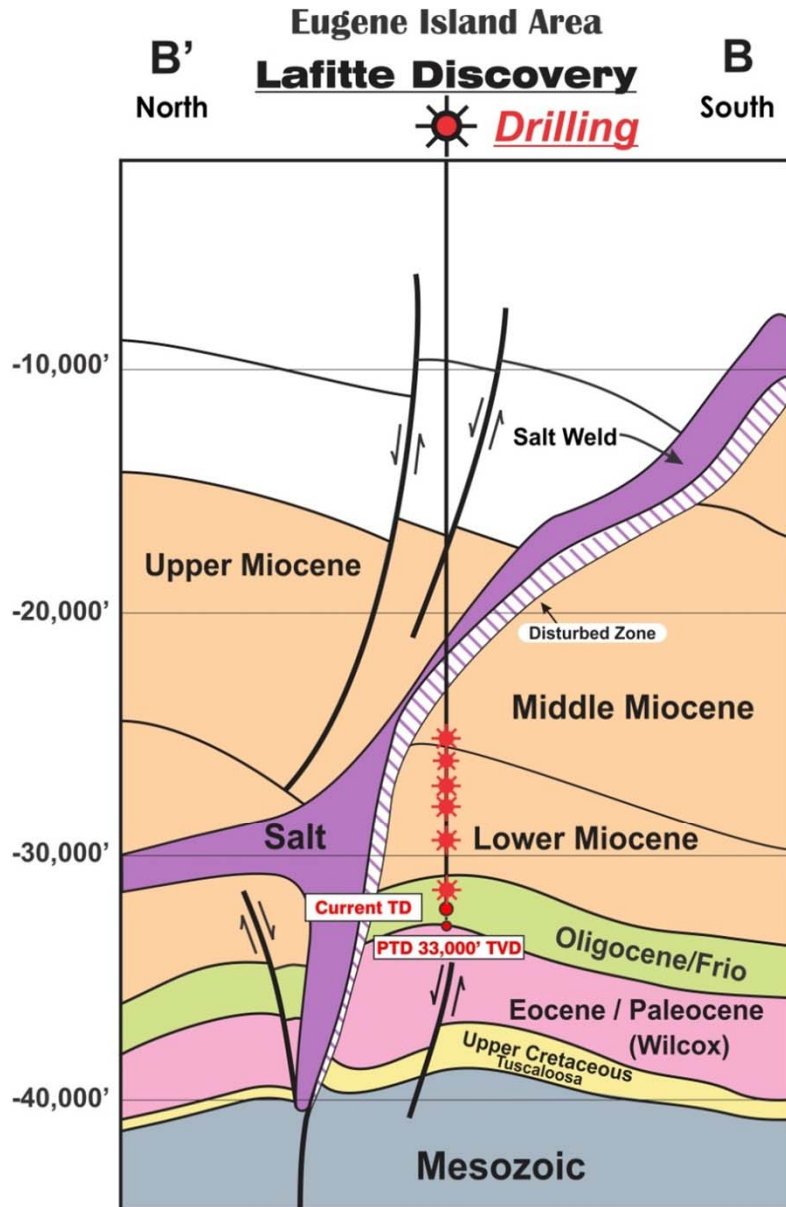 Eugene Island Area
B’
Lafitte Discovery
B
North
Drilling
South
-10,000’
Salt Weld
Upper Miocene
-20,000’
Disturbed Zone
Middle Miocene
Salt
Lower Miocene
-30,000’
Current TD
PTD 33,000’ TVD
Oligocene/Frio
Eocene / Paleocene
(Wilcox)
Upper Cretaceous
Tuscaloosa
-40,000’
Mesozoic